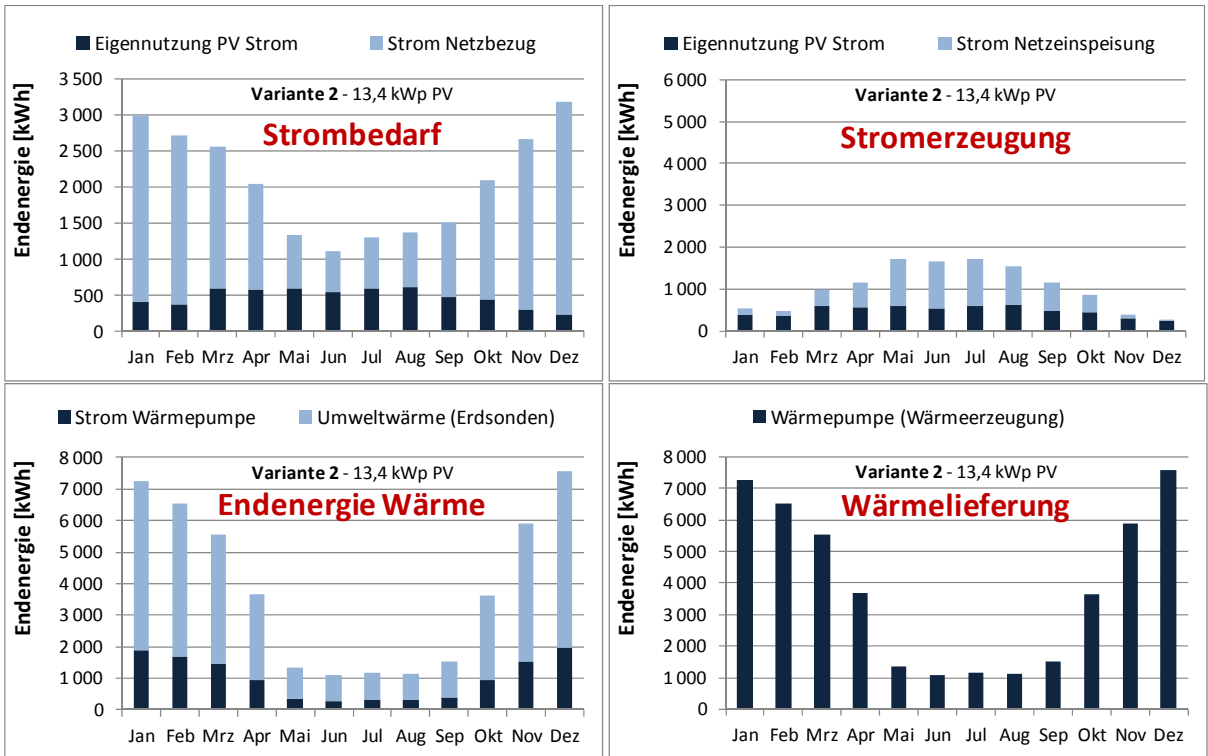 Eigennutzung PV Strom Strom Netzbezug
Endenergie [kWh]
Variante 2 - 13,4 kWp PV
Strombedarf
3 500
3 000
2 500
2 000
1 500
1 000
500
0
Jan Feb Mrz Apr Mai Jun Jul Aug Sep Okt Nov Dez
Eigennutzung PV Strom Strom Netzeinspeisung
Endenergie [kWh]
Variante 2 - 13,4 kWp PV
Stromerzeugung
6 000
5 000
4 000
3 000
2 000
1 000
0
Jan Feb Mrz Apr Mai Jun Jul Aug Sep Okt Nov Dez
Strom Wärmepumpe Umweltwärme (Erdsonden)
Endenergie [kWh]
Variante 2 - 13,4 kWp PV
Endenergie Wärme
8 000
7 000
6 000
5 000
4 000
3 000
2 000
1 000
0
Jan Feb Mrz Apr Mai Jun Jul Aug Sep Okt Nov Dez
Wärmepumpe (Wärmeerzeugung)
Endenergie [kWh]
Variante 2 - 13,4 kWp PV
Wärmelieferung
8 000
7 000
6 000
5 000
4 000
3 000
2 000
1 000
0
Jan Feb Mrz Apr Mai Jun Jul Aug Sep Okt Nov Dez